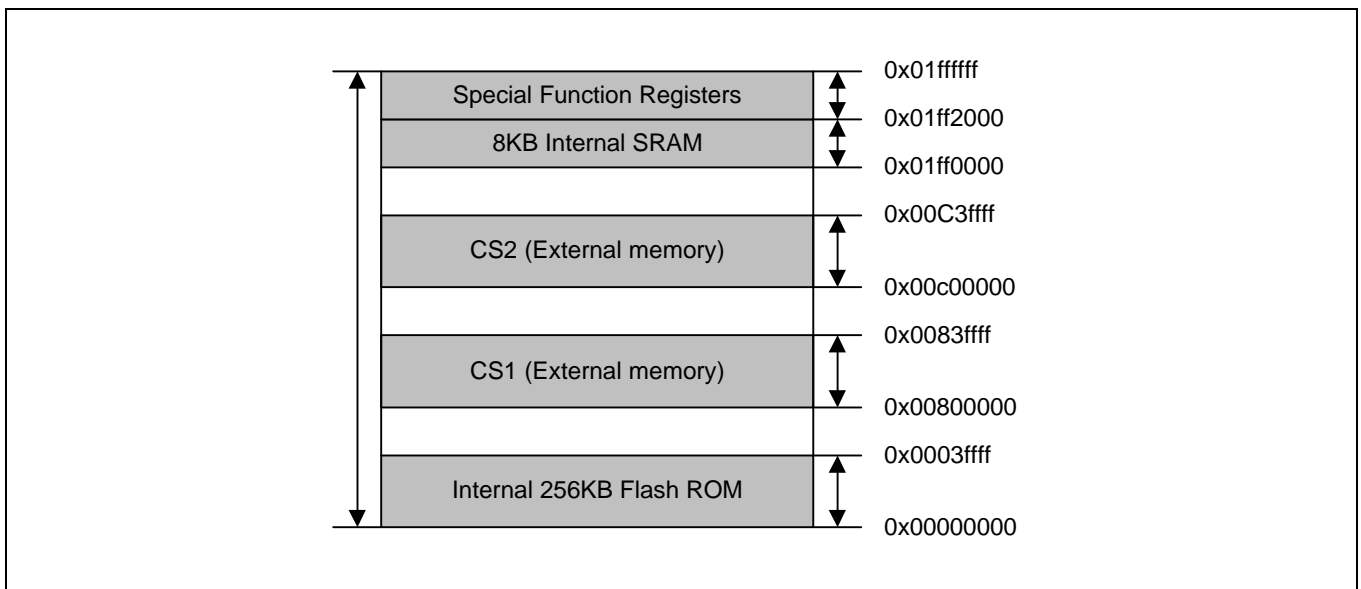 0x01ffffff
Special Function Registers
0x01ff2000
8KB Internal SRAM
0x01ff0000
0x00C3ffff
CS2 (External memory)
0x00c00000
0x0083ffff
CS1 (External memory)
0x00800000
0x0003ffff
Internal 256KB Flash ROM
0x00000000